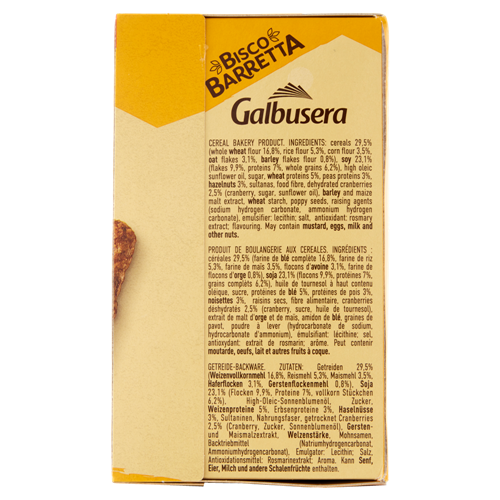 BISCO
BARRETTA
Galbusera
CEREAL BAKERY PRODUCT. INGREDIENTS: cereals 29,5%
(whole wheat flour 16,8%, rice flour 5,3%, corn flour 3,5%,
oat flakes 3,1%, barley flakes flour 0,8%), soy 23,1%
(flakes 9,9%, proteins 7%, whole grains 6,2%), high oleic
sunflower oil, sugar, wheat proteins 5%, peas proteins 3%,
hazelnuts 3%, sultanas, food fibre, dehydrated cranberries
2,5% (cranberry, sugar, sunflower oil), barley and maize
malt extract, wheat starch, poppy seeds, raising agents
(sodium hydrogen carbonate, ammonium hydrogen
carbonate), emulsifier: lecithin; salt, antioxidant: rosmary
extract; flavouring. May contain mustard, eggs, milk and
other nuts.
PRODUIT DE BOULANGERIE AUX CEREALES. INGRÉDIENTS :
céréales 29,5% (farine de blé complète 16,8%, farine de riz
5,3%, farine de maïs 3,5%, flocons d'avoine 3,1%, farine de
flocons d'orge 0,8%), soja 23,1% (flocons 9,9%, protéines 7%,
grains complets 6,2%), huile de tournesol à haut contenu
oléique, sucre, protéines de blé 5%, protéines de pois 3%,
noisettes 3%, raisins secs, fibre alimentaire, cranberries
déshydratés 2,5% (cranberry, sucre, huile de tournesol),
extrait de malt d'orge et de maïs, amidon de blé, graines de
pavot, poudre à lever (hydrocarbonate de sodium,
hydrocarbonate d'ammonium), émulsifiant: lécithine; sel,
antioxydant: extrait de rosmarin; arôme. Peut contenir
moutarde, oeufs, lait et autres fruits à coque.
GETREIDE-BACKWARE. ZUTATEN: Getreiden 29,5%
(Weizenvollkornmehl 16,8%, Reismehl 5,3%, Maismehl 3,5%,
Haferflocken 3,1%, Gerstenflockenmehl 0,8%), Soja
23,1% (Flocken 9,9%, Proteine 7%, vollkorn Stückchen
6,2%), High-Oleic-Sonnenblumenöl, Zucker,
Weizenproteine 5%, Erbsenproteine 3%, Haselnüsse
3%, Sultaninen, Nahrungsfaser, getrocknet Cranberries
2,5% (Cranberry, Zucker, Sonnenblumenöl), Gersten-
und Maismalzextrakt, Weizenstärke, Mohnsamen,
Backtriebmittel (Natriumhydrogencarbonat,
Ammoniumhydrogencarbonat), Emulgator: Lecithin; Salz,
Antioxidationsmittel: Rosmarinextrakt; Aroma. Kann Senf,
Eier, Milch und andere Schalenfrüchte enthalten.